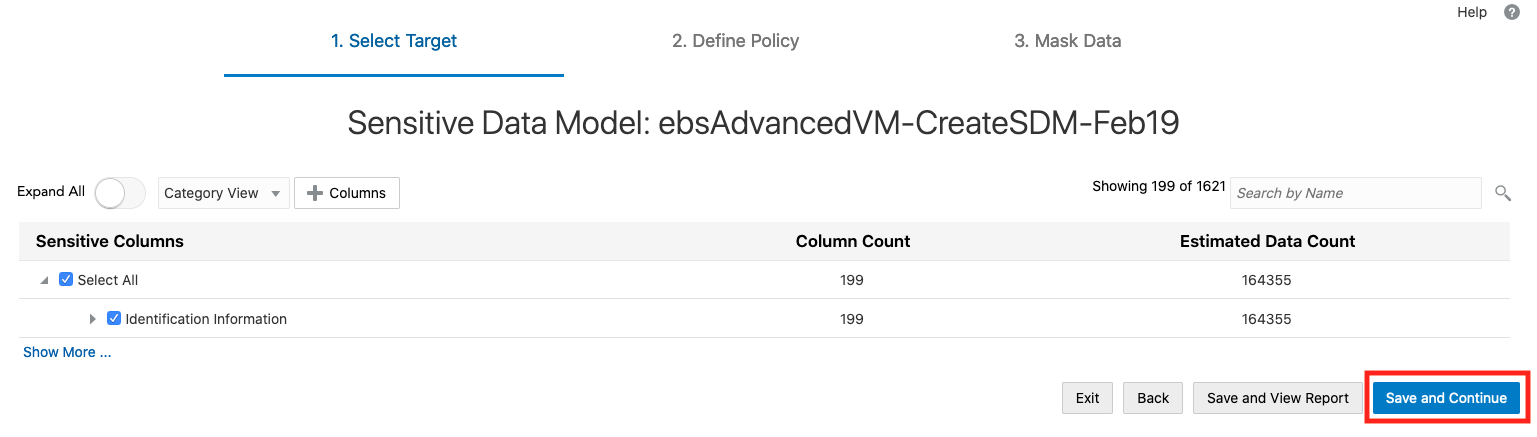 Help ?
1. Select Target 2. Define Policy 3. Mask Data
Sensitive Data Model: ebsAdvancedVM-CreateSDM-Feb19
Expand All Category View Columns Showing 199 of 1621 Search by Name
Sensitive Columns Column Count Estimated Data Count
Select All 199 164355
Identification Information 199 164355
Show More ...
Exit Back Save and View Report Save and Continue